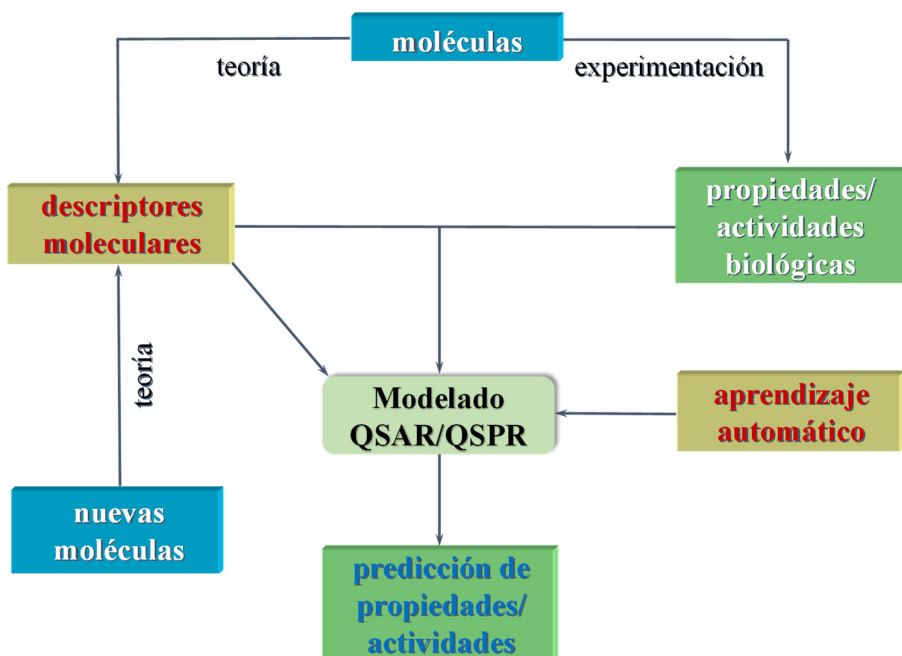 moléculas
teoría
experimentación
descriptores
moleculares
propiedades/
actividades
biológicas
teoría
Modelado
QSAR/QSPR
aprendizaje
automático
nuevas
moléculas
predicción de
propiedades/
actividades